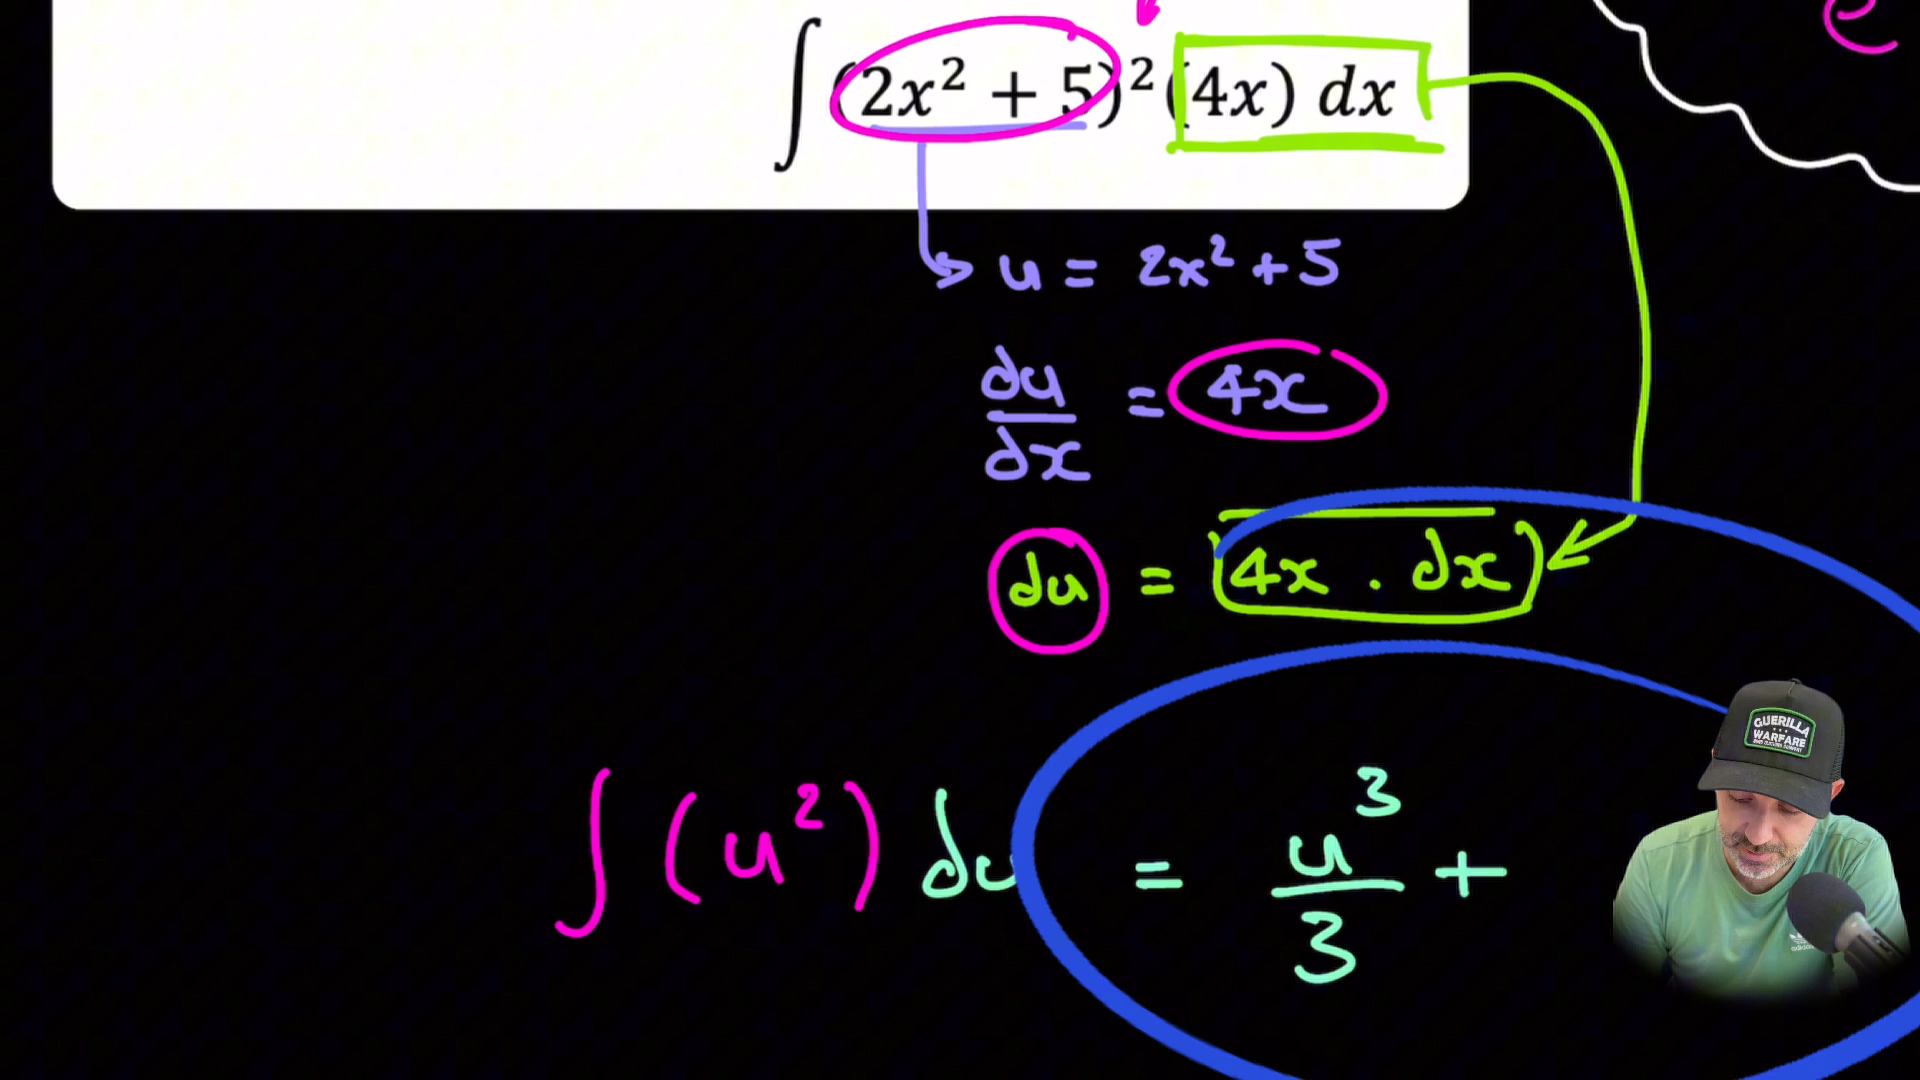 ∫ (2x² + 5)² (4x) dx
u = 2x² + 5
du/dx = 4x
du = 4x . dx
∫ (u²) du = u³/3 +
GUERILLA
WARFARE
adidas